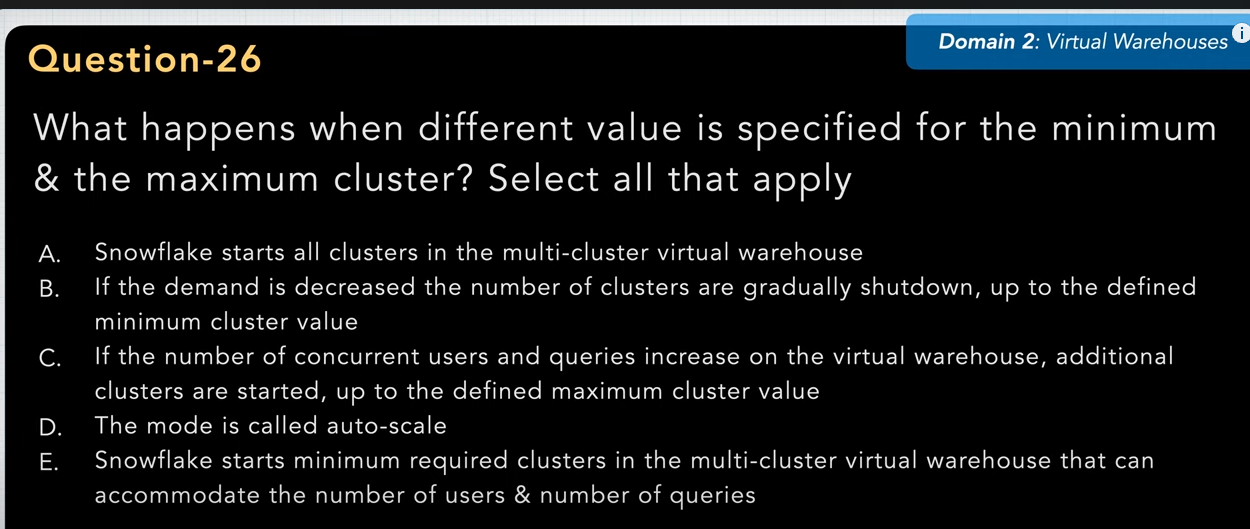 Domain 2: Virtual Warehouses
i
Question-26
What happens when different value is specified for the minimum
& the maximum cluster? Select all that apply
A. Snowflake starts all clusters in the multi-cluster virtual warehouse
B. If the demand is decreased the number of clusters are gradually shutdown, up to the defined
minimum cluster value
C. If the number of concurrent users and queries increase on the virtual warehouse, additional
clusters are started, up to the defined maximum cluster value
D. The mode is called auto-scale
E. Snowflake starts minimum required clusters in the multi-cluster virtual warehouse that can
accommodate the number of users & number of queries